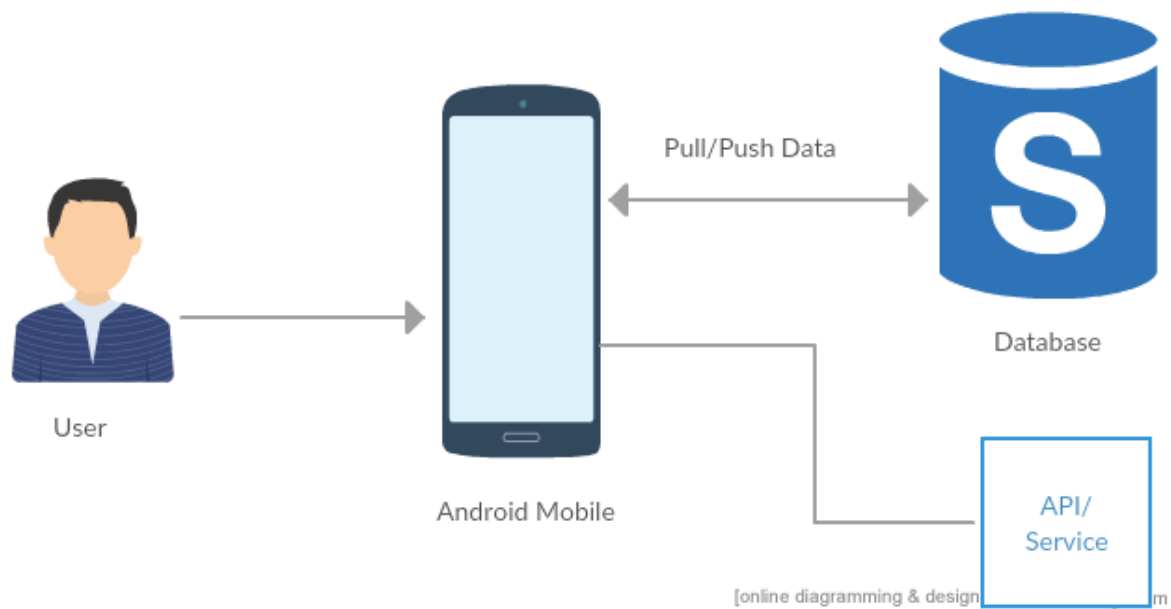 Pull/Push Data
S
Database
User
Android Mobile
API/
Service
[online diagramming & design
m